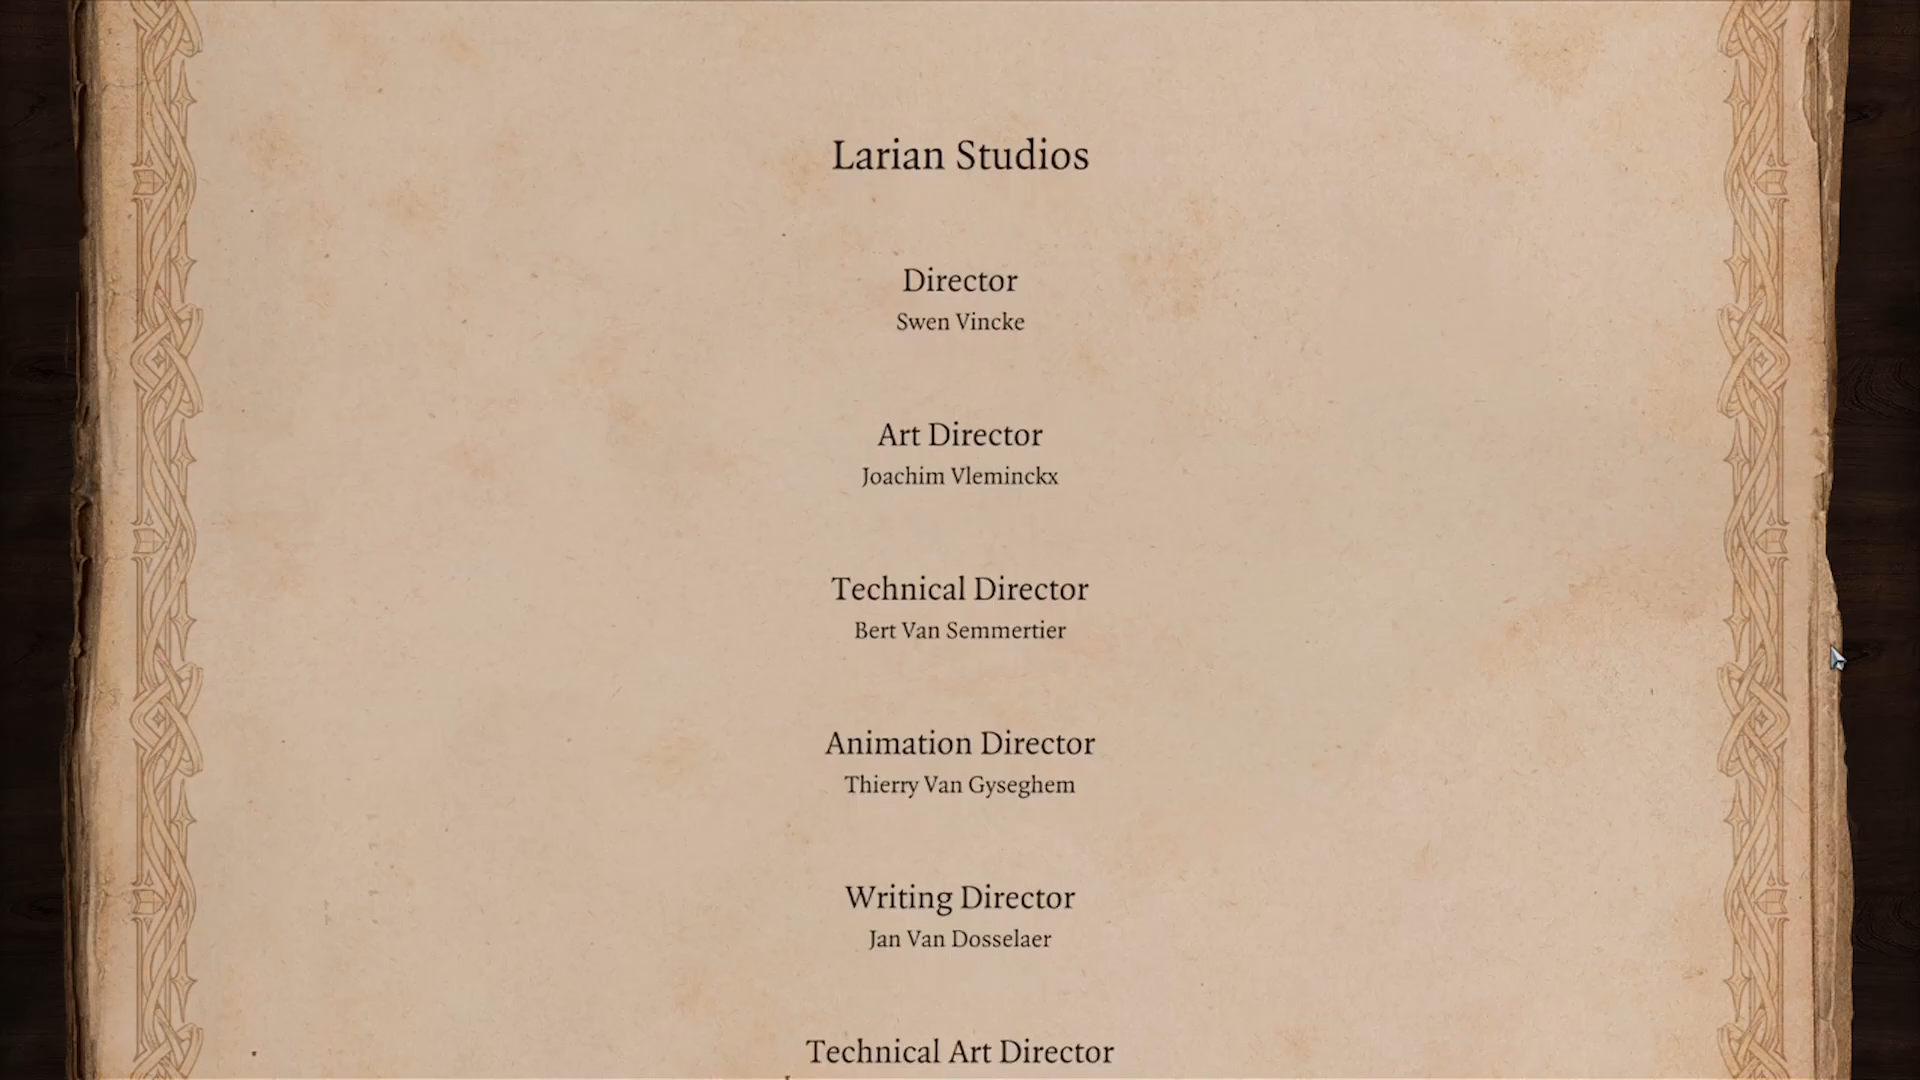 Larian Studios
Director
Swen Vincke
Art Director
Joachim Vleminckx
Technical Director
Bert Van Semmertier
Animation Director
Thierry Van Gyseghem
Writing Director
Jan Van Dosselaer
Technical Art Director